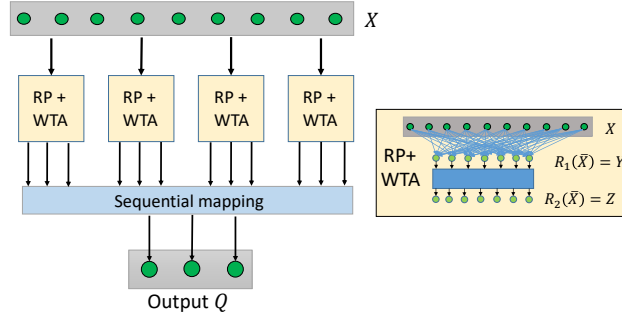 X
RP + WTA
RP + WTA
RP + WTA
RP + WTA
Sequential mapping
Output Q
X
RP+ WTA
R₁(X̄) = Y
R₂(X̄) = Z